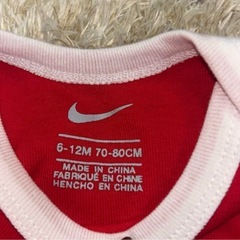 6-12M 70-80CM
MADE IN CHINA
FABRIQUÉ EN CHINE
HENCHO EN CHINA